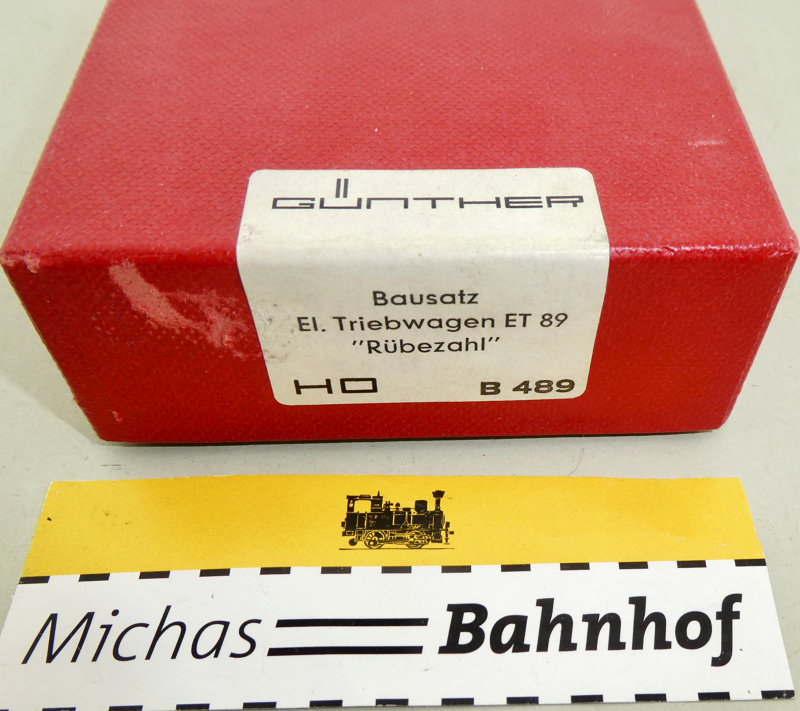 GÜNTHER
Bausatz
El. Triebwagen ET 89
"Rübezahl"
HO B 489
Michas Bahnhof